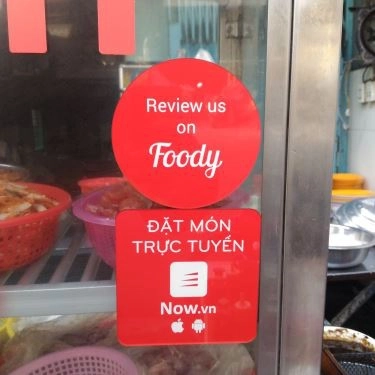 Review us
on
Foody
ĐẶT MÓN
TRỰC TUYẾN
Now.vn